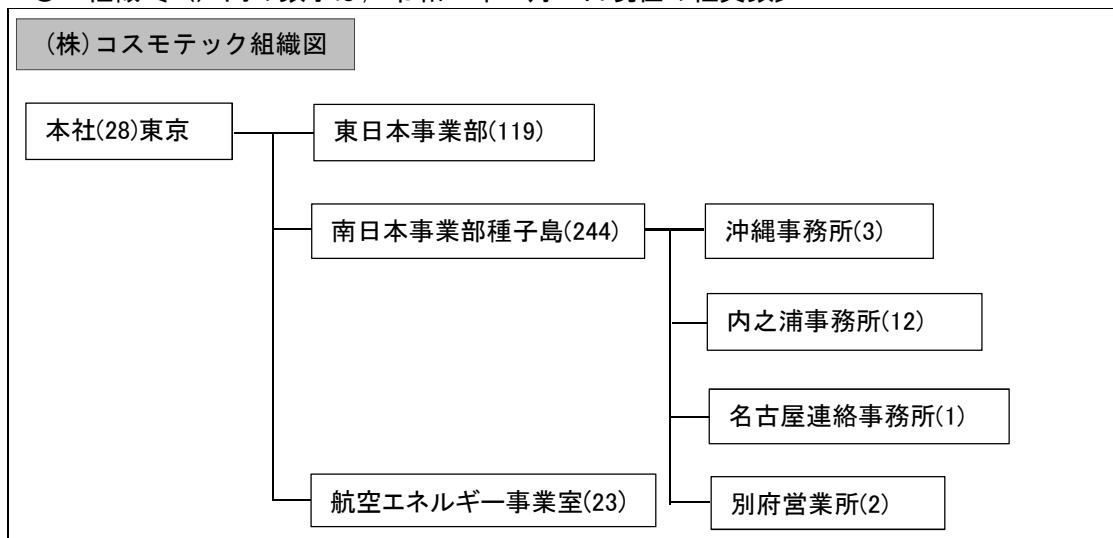 (株)コスモテック組織図
本社(28)東京
東日本事業部(119)
南日本事業部種子島(244)
沖縄事務所(3)
内之浦事務所(12)
名古屋連絡事務所(1)
航空エネルギー事業室(23)
別府営業所(2)